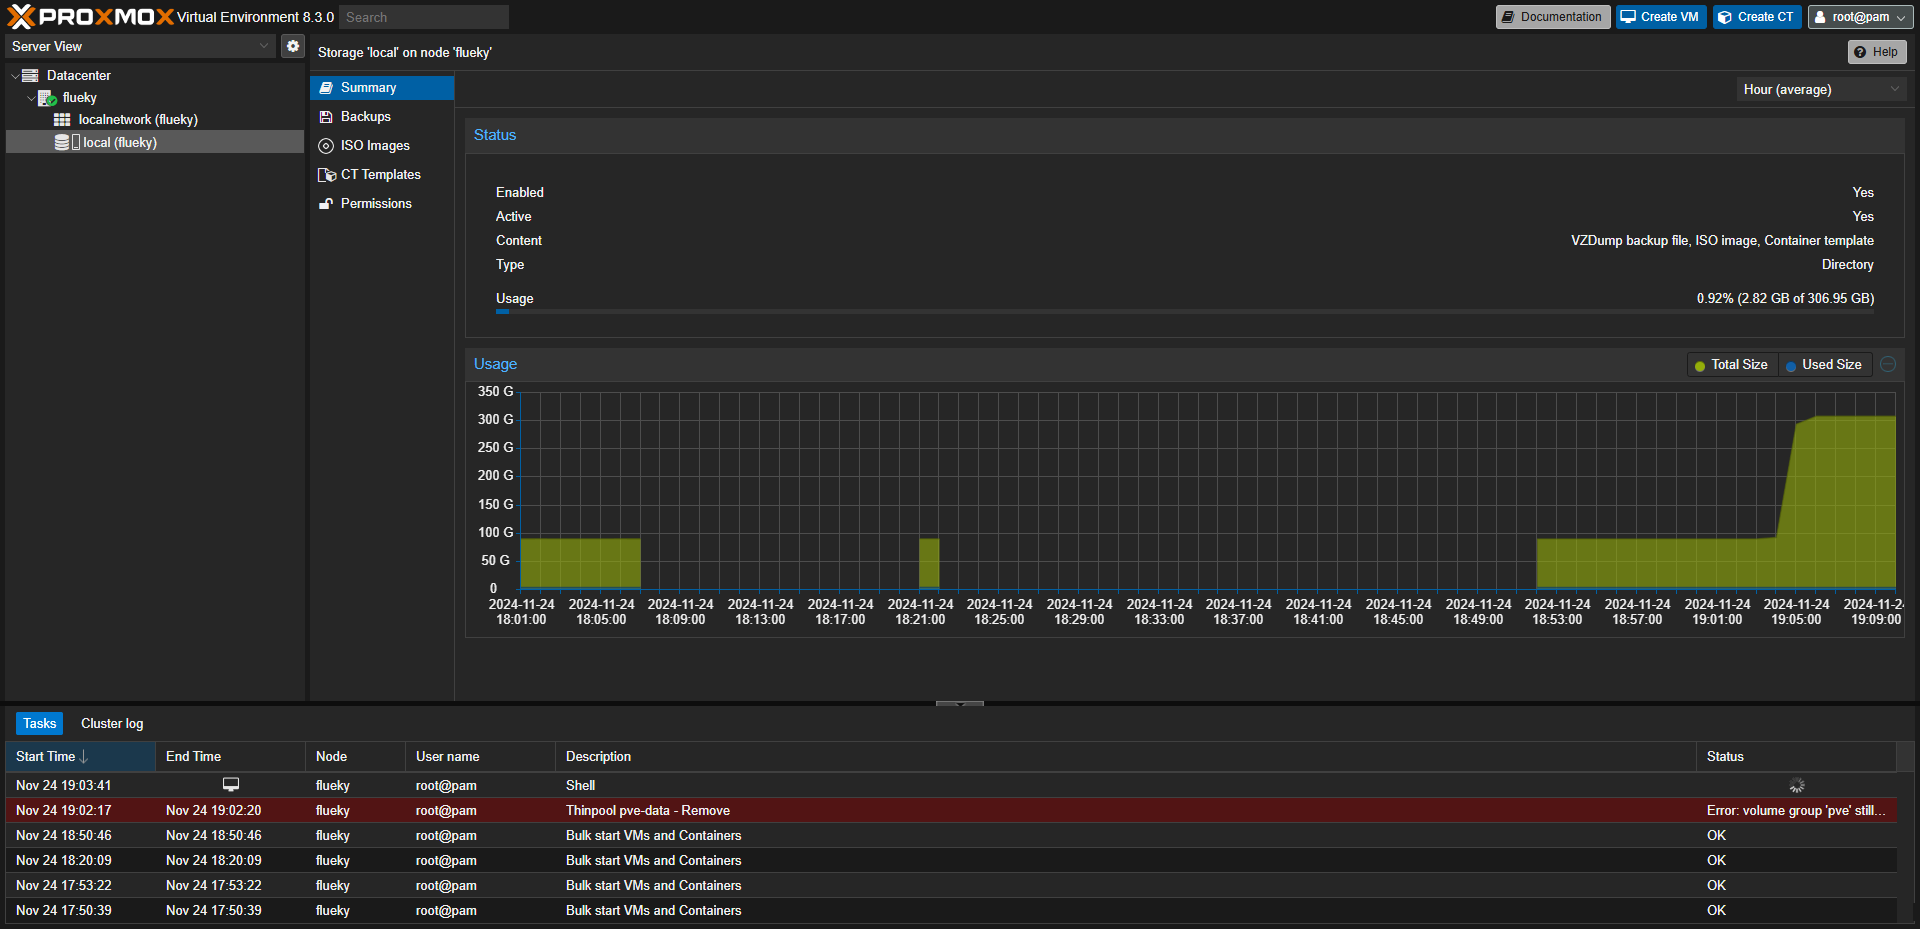 PROXMOX Virtual Environment 8.3.0 Search Documentation Create VM Create CT root@pam
Server View
Storage 'local' on node 'flueky' Help
Datacenter
flueky
localnetwork (flueky)
local (flueky)
Summary
Backups
ISO Images
CT Templates
Permissions
Hour (average)
Status
Enabled Yes
Active Yes
Content VZDump backup file, ISO image, Container template
Type Directory
Usage 0.92% (2.82 GB of 306.95 GB)
Usage Total Size Used Size
350 G
300 G
250 G
200 G
150 G
100 G
50 G
0
2024-11-24 2024-11-24 2024-11-24 2024-11-24 2024-11-24 2024-11-24 2024-11-24 2024-11-24 2024-11-24 2024-11-24 2024-11-24 2024-11-24 2024-11-24 2024-11-24 2024-11-24 2024-11-24 2024-11-24 2024-11-2
18:01:00 18:05:00 18:09:00 18:13:00 18:17:00 18:21:00 18:25:00 18:29:00 18:33:00 18:37:00 18:41:00 18:45:00 18:49:00 18:53:00 18:57:00 19:01:00 19:05:00 19:09:00
Tasks Cluster log
Start Time End Time Node User name Description Status
Nov 24 19:03:41 flueky root@pam Shell
Nov 24 19:02:17 Nov 24 19:02:20 flueky root@pam Thinpool pve-data - Remove Error: volume group 'pve' still...
Nov 24 18:50:46 Nov 24 18:50:46 flueky root@pam Bulk start VMs and Containers OK
Nov 24 18:20:09 Nov 24 18:20:09 flueky root@pam Bulk start VMs and Containers OK
Nov 24 17:53:22 Nov 24 17:53:22 flueky root@pam Bulk start VMs and Containers OK
Nov 24 17:50:39 Nov 24 17:50:39 flueky root@pam Bulk start VMs and Containers OK